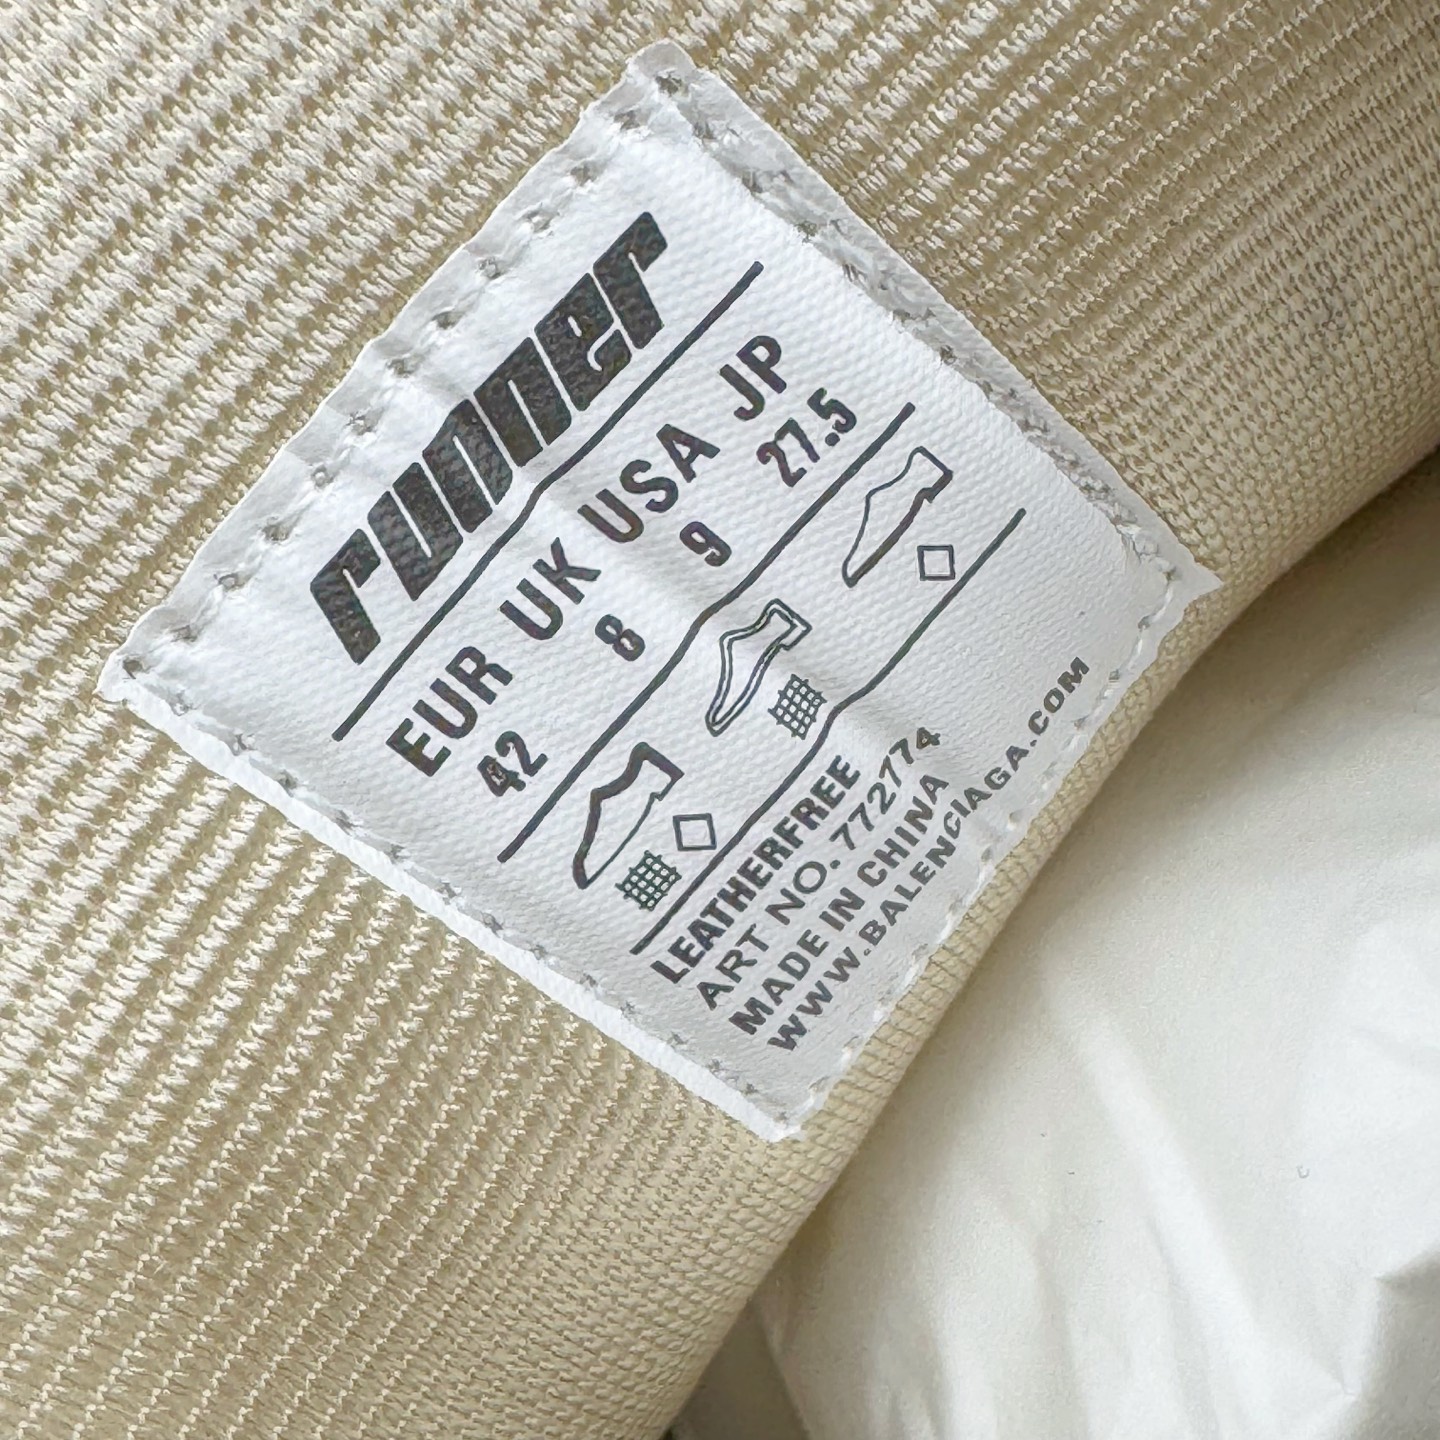 runner
EUR UK USA JP
42 8 9 27.5
LEATHERFREE
ART NO. 772774
MADE IN CHINA
WWW.BALENCIAGA.COM